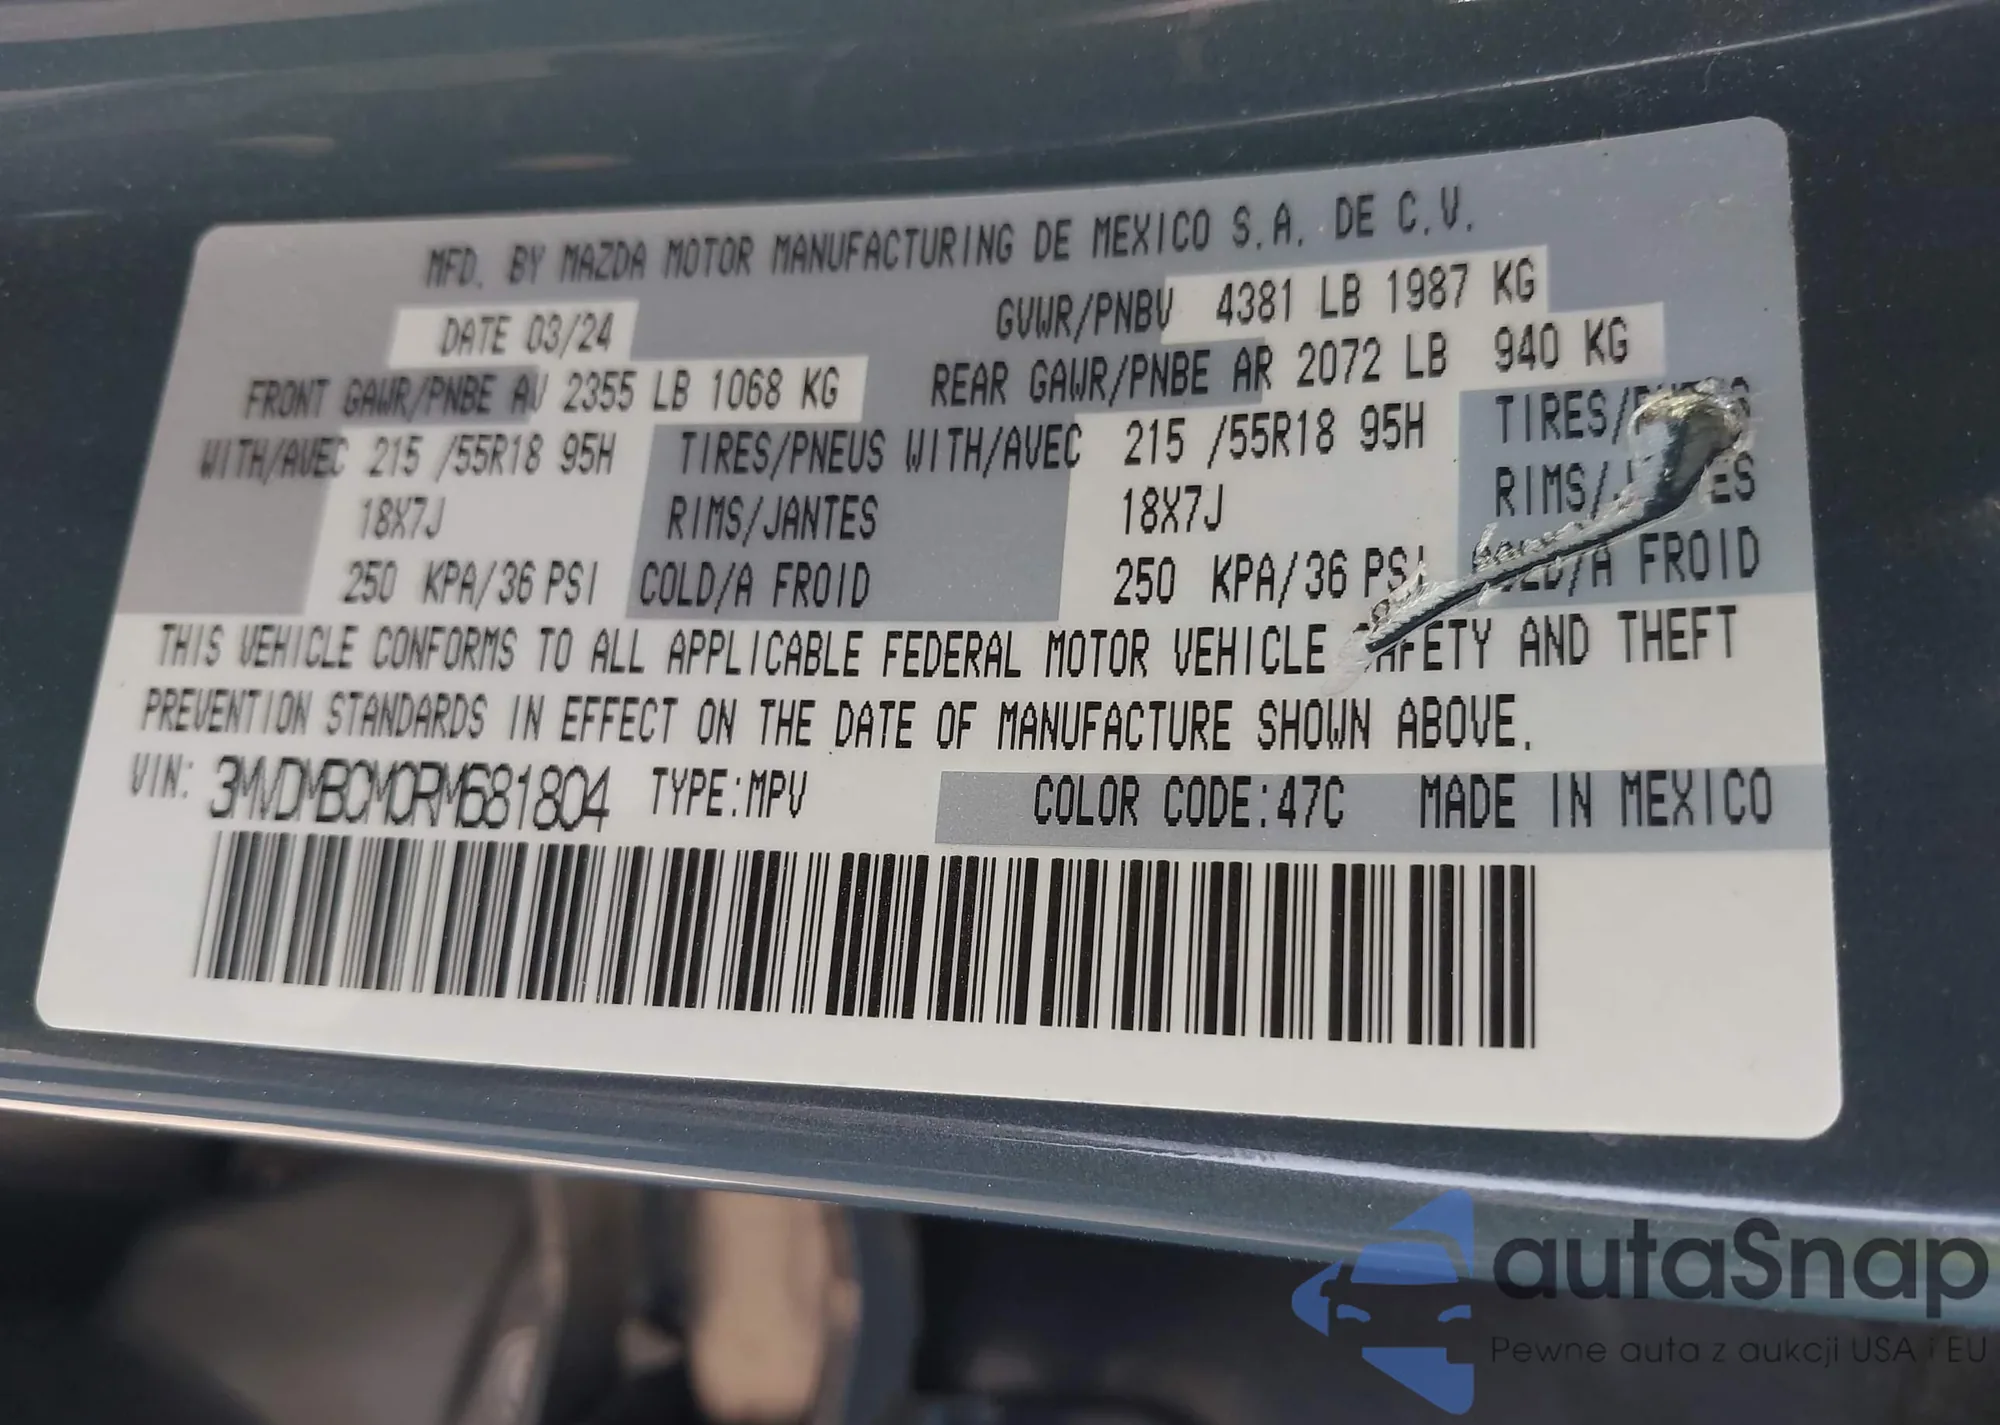 MFD. BY MAZDA MOTOR MANUFACTURING DE MEXICO S.A. DE C.V.
DATE 03/24 GVWR/PNBV 4381 LB 1987 KG
FRONT GAWR/PNBE AV 2355 LB 1068 KG REAR GAWR/PNBE AR 2072 LB 940 KG
WITH/AVEC 215 /55R18 95H TIRES/PNEUS WITH/AVEC 215 /55R18 95H
18X7J RIMS/JANTES 18X7J
250 KPA/36 PSI COLD/A FROID 250 KPA/36 PSI COLD/A FROID
THIS VEHICLE CONFORMS TO ALL APPLICABLE FEDERAL MOTOR VEHICLE SAFETY AND THEFT
PREVENTION STANDARDS IN EFFECT ON THE DATE OF MANUFACTURE SHOWN ABOVE.
VIN: 3MVDMBCM0RM681804 TYPE:MPV COLOR CODE:47C MADE IN MEXICO
autaSnap
Pewne auta z aukcji USA i EU